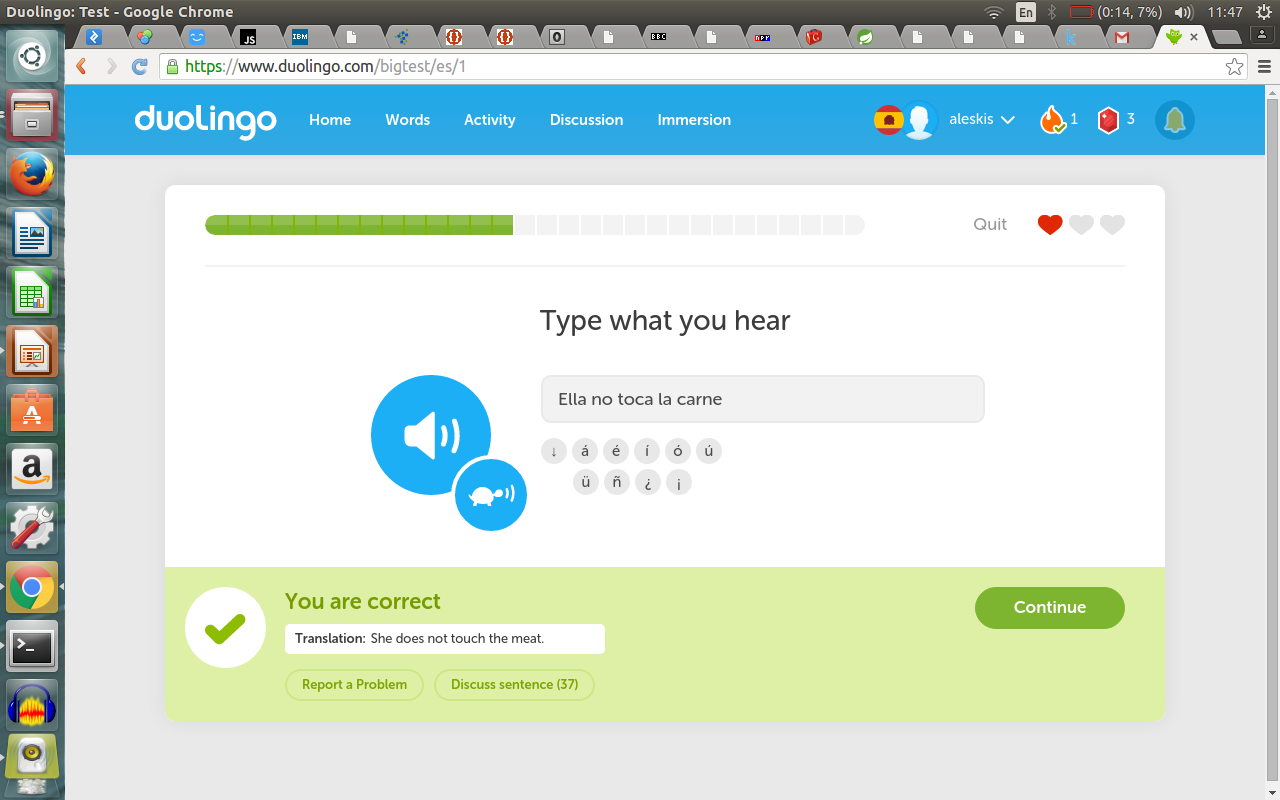 Duolingo: Test - Google Chrome En (0:14, 7%) 11:47
JS IBM O BBC npr k
https://www.duolingo.com/bigtest/es/1
duolingo Home Words Activity Discussion Immersion aleskis 1 3
Quit
Type what you hear
Ella no toca la carne
↓ á é í ó ú
ü ñ ¿ ¡
You are correct
Continue
Translation: She does not touch the meat.
Report a Problem Discuss sentence (37)